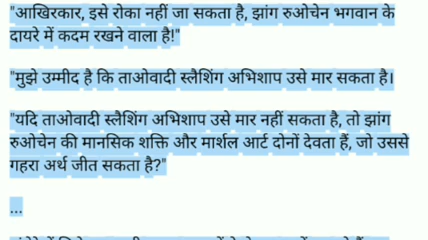 "आखिरकार, इसे रोका नहीं जा सकता है, झांग रुओचेन भगवान के
दायरे में कदम रखने वाला है!"
"मुझे उम्मीद है कि ताओवादी स्लैशिंग अभिशाप उसे मार सकता है।
"यदि ताओवादी स्लैशिंग अभिशाप उसे मार नहीं सकता है, तो झांग
रुओचेन की मानसिक शक्ति और मार्शल आर्ट दोनों देवता हैं, जो उससे
गहरा अर्थ जीत सकता है?"
...